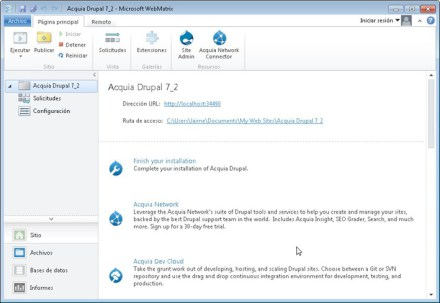 Acquia Drupal 7_2 - Microsoft WebMatrix
Archivo
Página principal
Remoto
Iniciar sesión
Ejecutar
Publicar
Iniciar
Detener
Reiniciar
Solicitudes
Extensiones
Site Admin
Acquia Network Connector
Sitio
Vista
Galerías
Recursos
Acquia Drupal 7_2
Solicitudes
Configuración
Sitio
Archivos
Bases de datos
Informes
Acquia Drupal 7_2
Dirección URL: http://localhost:34680
Ruta de acceso: C:\Users\Jaime\Documents\My Web Sites\Acquia Drupal 7_2
Finish your installation
Complete your installation of Acquia Drupal.
Acquia Network
Leverage the Acquia Network's suite of Drupal tools and services to help you create and manage your sites,
backed by the best Drupal support team in the world. Includes Acquia Insight, SEO Grader, Search, and much
more. Sign up for a 30-day free trial.
Acquia Dev Cloud
Take the grunt work out of developing, hosting, and scaling Drupal sites. Choose between a Git or SVN
repository and use the drag and drop continuous integration environment for development, testing, and
production.